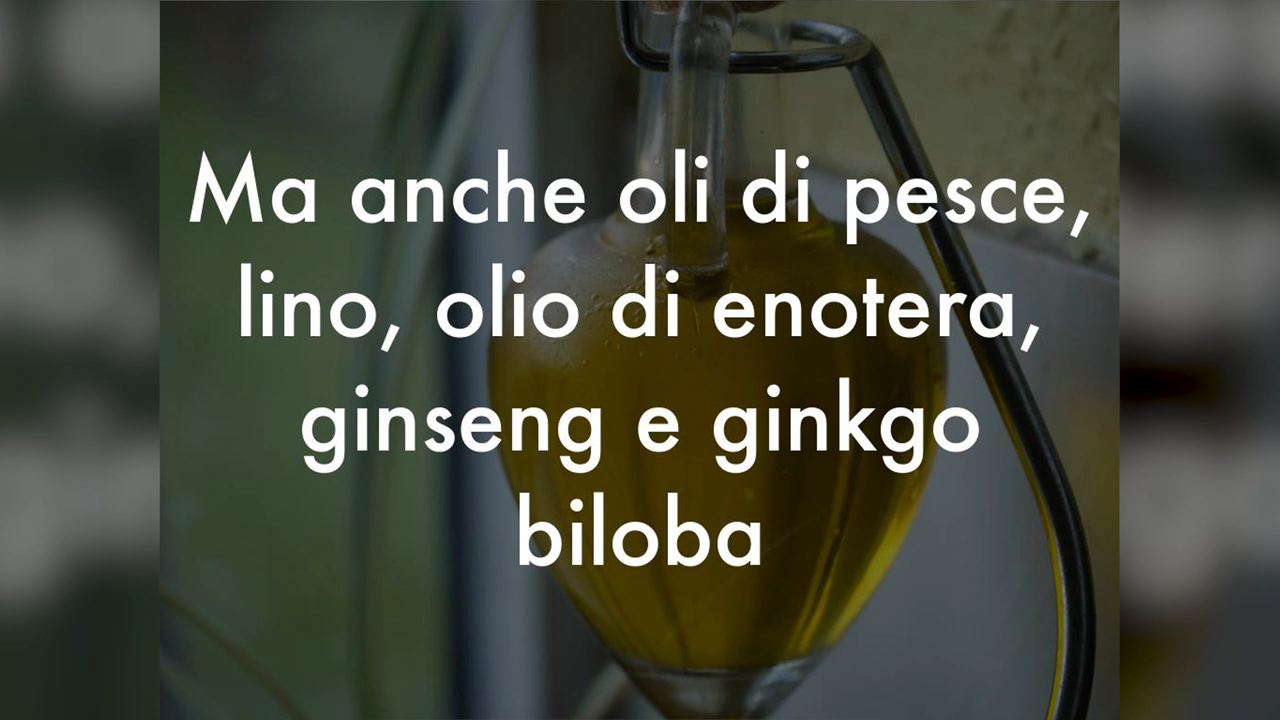 Ma anche oli di pesce,
lino, olio di enotera,
ginseng e ginkgo
biloba